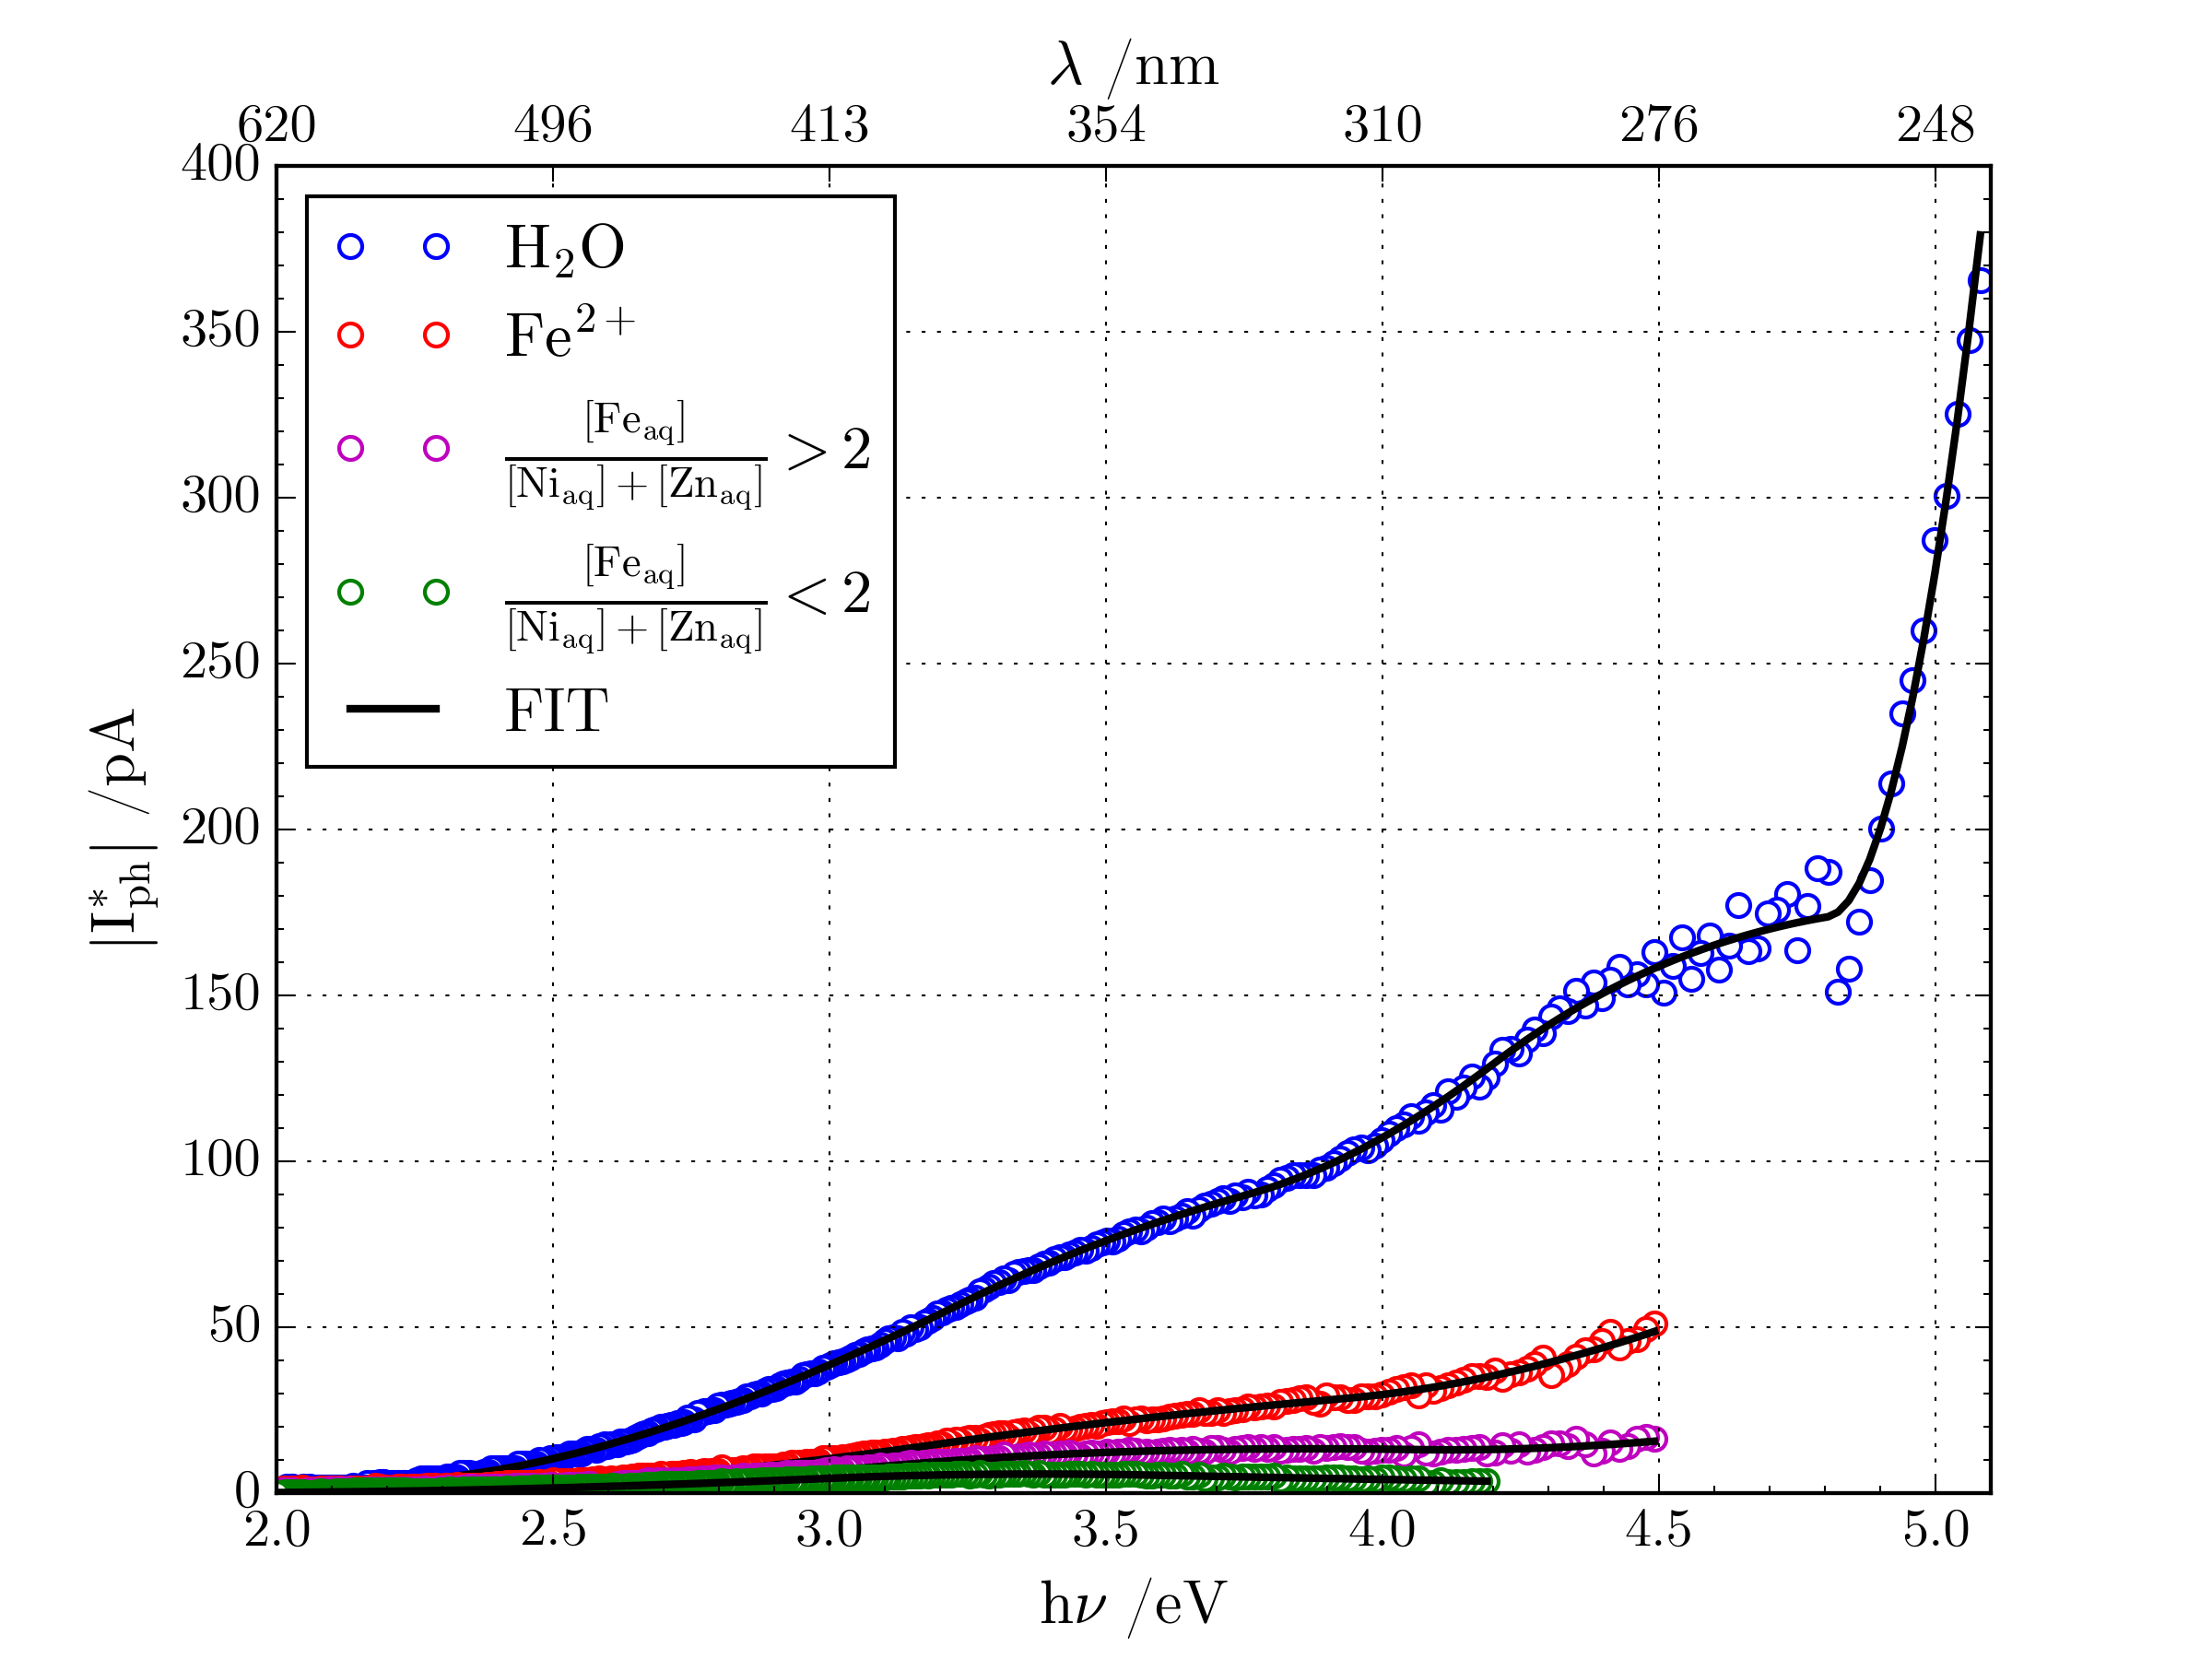 λ /nm
620 496 413 354 310 276 248
400
350
300
250
200
150
100
50
0
|I*ph| /pA
H₂O
Fe²⁺
[Fe_aq] / [Ni_aq]+[Zn_aq] > 2
[Fe_aq] / [Ni_aq]+[Zn_aq] < 2
FIT
2.0 2.5 3.0 3.5 4.0 4.5 5.0
hν /eV